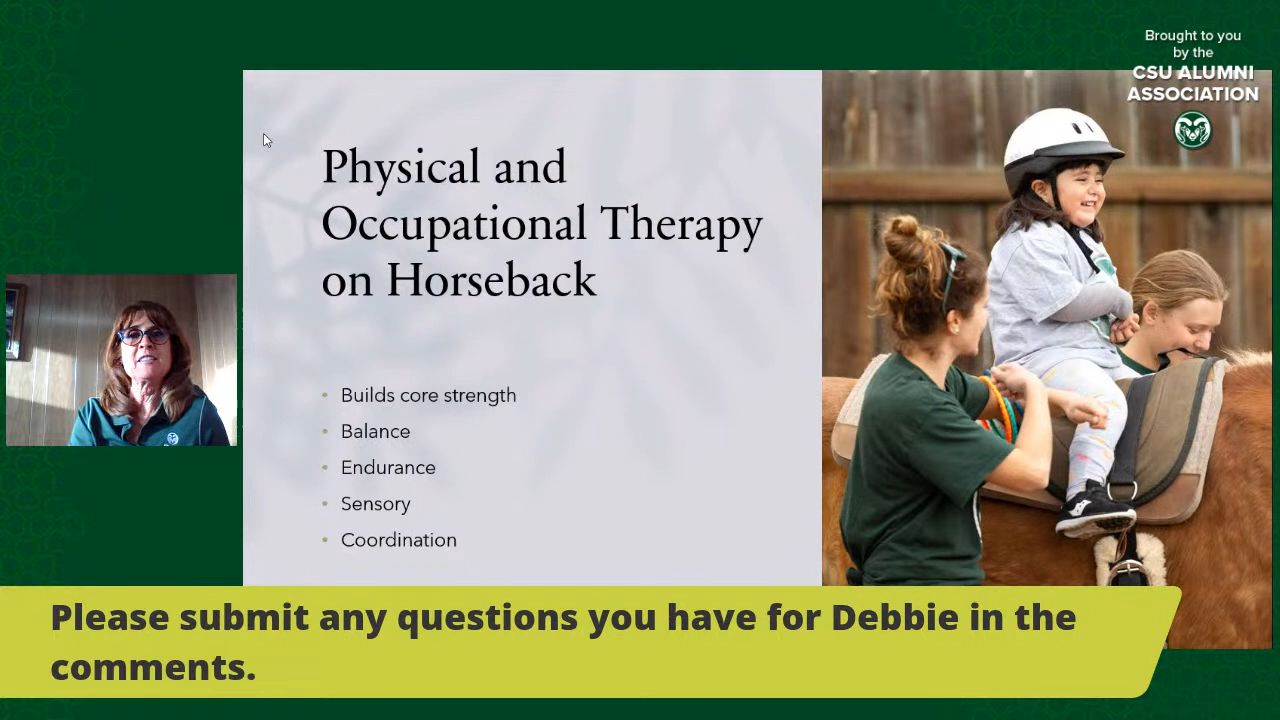 Brought to you
by the
CSU ALUMNI
ASSOCIATION
Physical and
Occupational Therapy
on Horseback
• Builds core strength
• Balance
• Endurance
• Sensory
• Coordination
Please submit any questions you have for Debbie in the
comments.